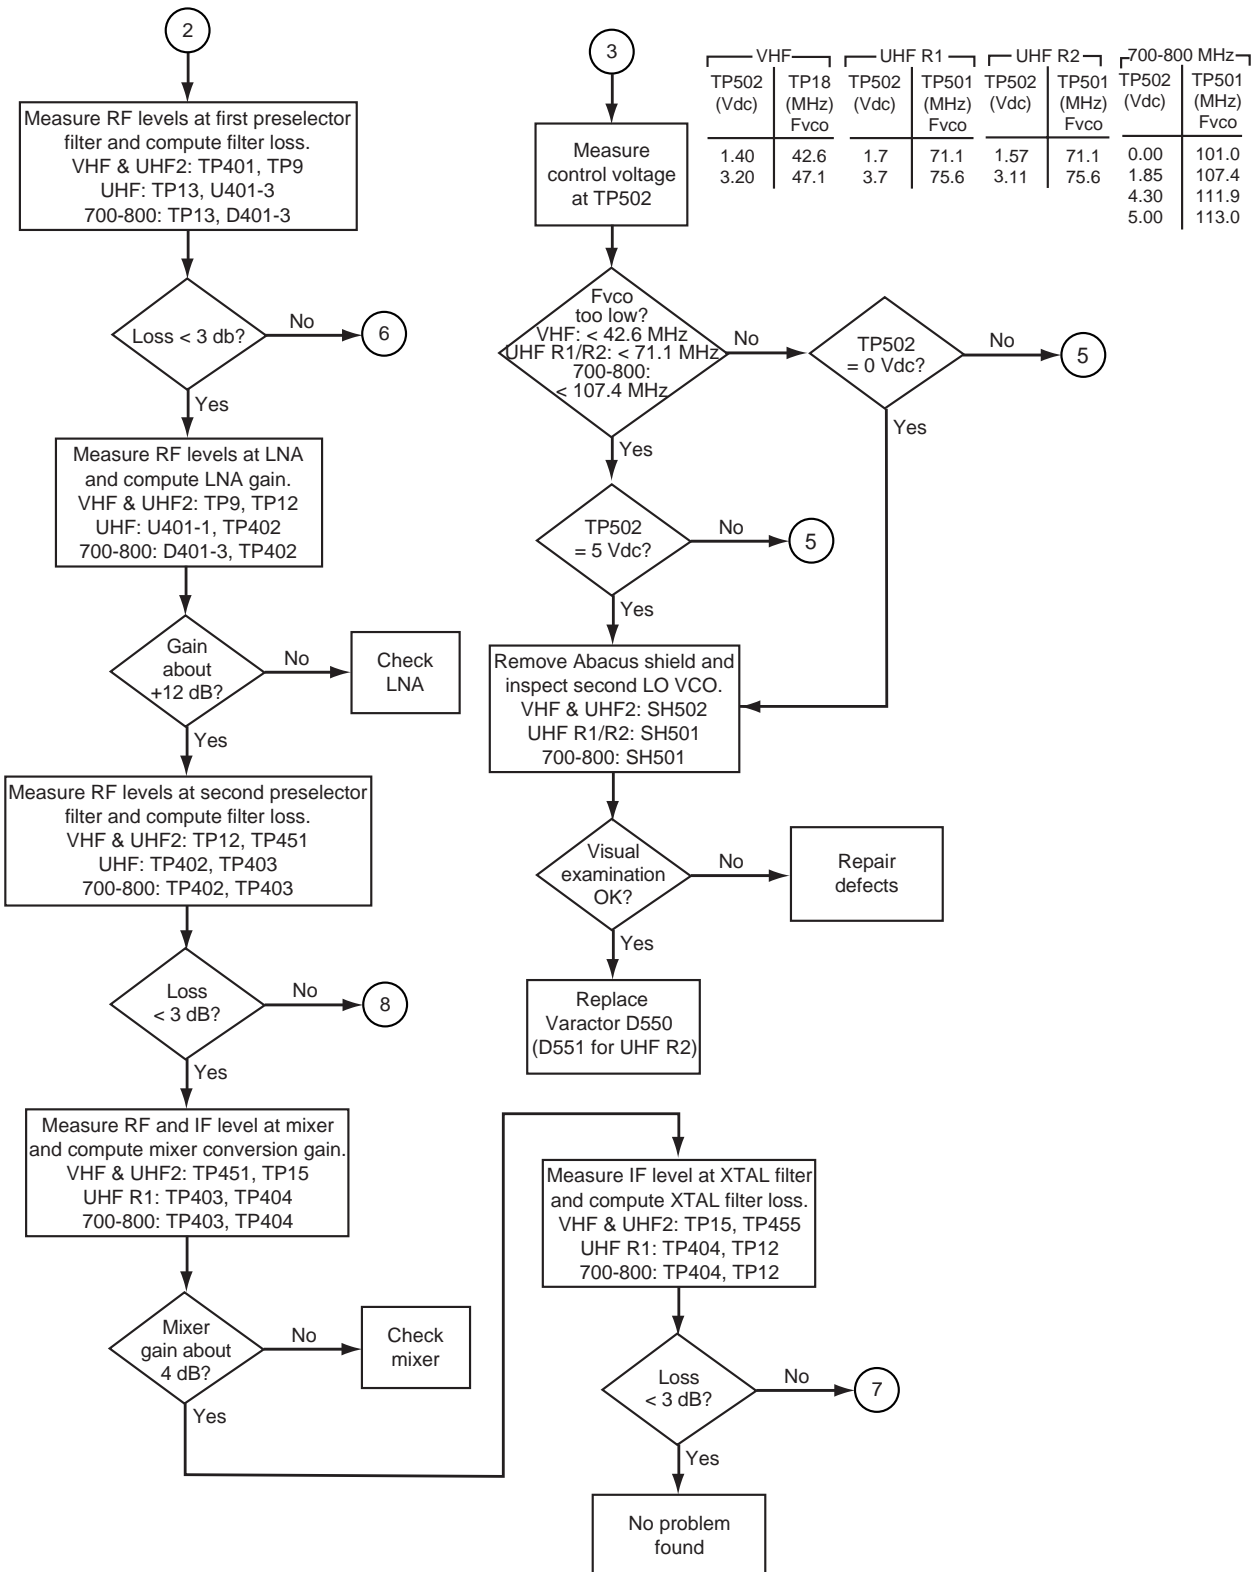 2
Measure RF levels at first preselector
filter and compute filter loss.
VHF & UHF2: TP401, TP9
UHF: TP13, U401-3
700-800: TP13, D401-3
Loss < 3 db?
No
6
Yes
Measure RF levels at LNA
and compute LNA gain.
VHF & UHF2: TP9, TP12
UHF: U401-1, TP402
700-800: D401-3, TP402
Gain
about
+12 dB?
No
Check
LNA
Yes
Measure RF levels at second preselector
filter and compute filter loss.
VHF & UHF2: TP12, TP451
UHF: TP402, TP403
700-800: TP402, TP403
Loss
< 3 dB?
No
8
Yes
Measure RF and IF level at mixer
and compute mixer conversion gain.
VHF & UHF2: TP451, TP15
UHF R1: TP403, TP404
700-800: TP403, TP404
Mixer
gain about
4 dB?
No
Check
mixer
Yes
3
Measure
control voltage
at TP502
VHF UHF R1 UHF R2 700-800 MHz
TP502 TP18 TP502 TP501 TP502 TP501 TP502 TP501
(Vdc) (MHz) (Vdc) (MHz) (Vdc) (MHz) (Vdc) (MHz)
Fvco Fvco Fvco Fvco
1.40 42.6 1.7 71.1 1.57 71.1 0.00 101.0
3.20 47.1 3.7 75.6 3.11 75.6 1.85 107.4
4.30 111.9
5.00 113.0
Fvco
too low?
VHF: < 42.6 MHz
UHF R1/R2: < 71.1 MHz
700-800:
< 107.4 MHz
No
TP502
= 0 Vdc?
No
5
Yes
Yes
TP502
= 5 Vdc?
No
5
Yes
Remove Abacus shield and
inspect second LO VCO.
VHF & UHF2: SH502
UHF R1/R2: SH501
700-800: SH501
Visual
examination
OK?
No
Repair
defects
Yes
Replace
Varactor D550
(D551 for UHF R2)
Measure IF level at XTAL filter
and compute XTAL filter loss.
VHF & UHF2: TP15, TP455
UHF R1: TP404, TP12
700-800: TP404, TP12
Loss
< 3 dB?
No
7
Yes
No problem
found